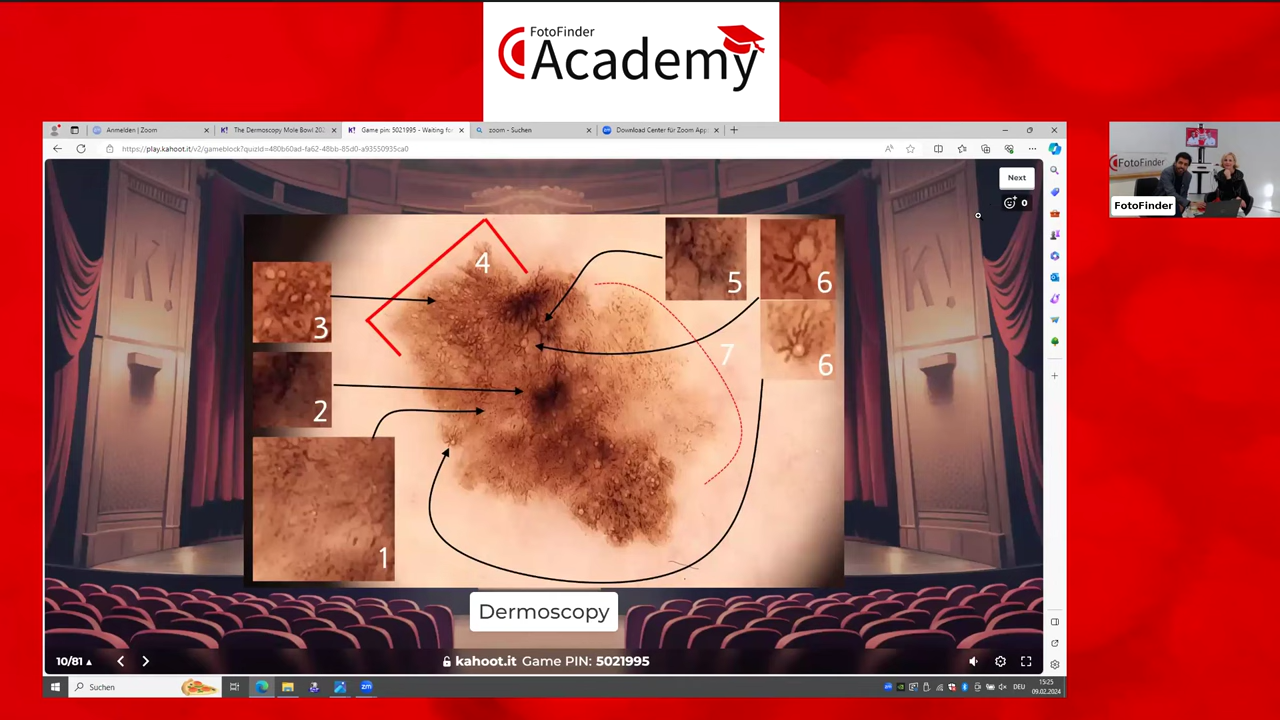 FotoFinder
Academy
Anmelden | Zoom
The Dermoscopy Mole Bowl 202
Game pin: 5021995 - Waiting for
zoom - Suchen
Download Center für Zoom App
https://play.kahoot.it/v2/gameblock?quizId=480b60ad-fa62-48bb-85d0-a93550935ca0
Next
0
4
5
6
3
7
6
2
1
Dermoscopy
10/81
kahoot.it Game PIN: 5021995
Suchen
DEU
15:25
09.02.2024
FotoFinder
FotoFinder
K!
K!